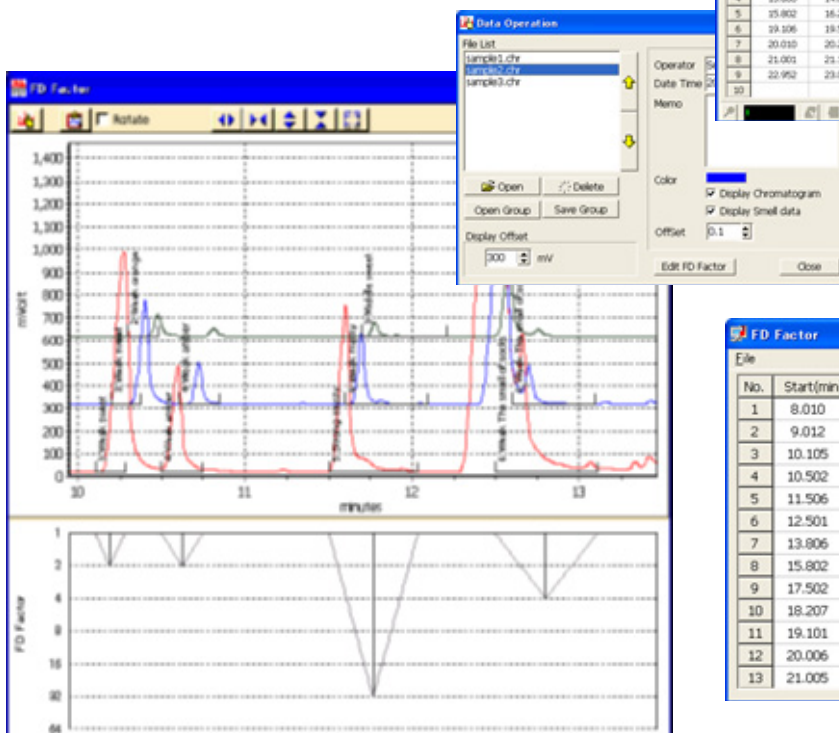 Data Operation
File List
sample1.chr
sample2.chr
sample3.chr
Open
Delete
Open Group
Save Group
Display Offset
300 mV
Operator
Date Time
Memo
Color
Display Chromatogram
Display Smell data
Offset 0.1
Edit FD Factor
Close
5 15.802
6 19.106
7 20.010
8 21.001
9 22.952
10
FD Factor
Rotate
1,400
1,300
1,200
1,100
1,000
900
800
700
600
500
400
300
200
100
0
mVolt
10 11 12 13
minutes
1
2
4
8
16
32
64
FD Factor
FD Factor
File
No. Start(min
1 8.010
2 9.012
3 10.105
4 10.502
5 11.506
6 12.501
7 13.806
8 15.802
9 17.502
10 18.207
11 19.101
12 20.006
13 21.005